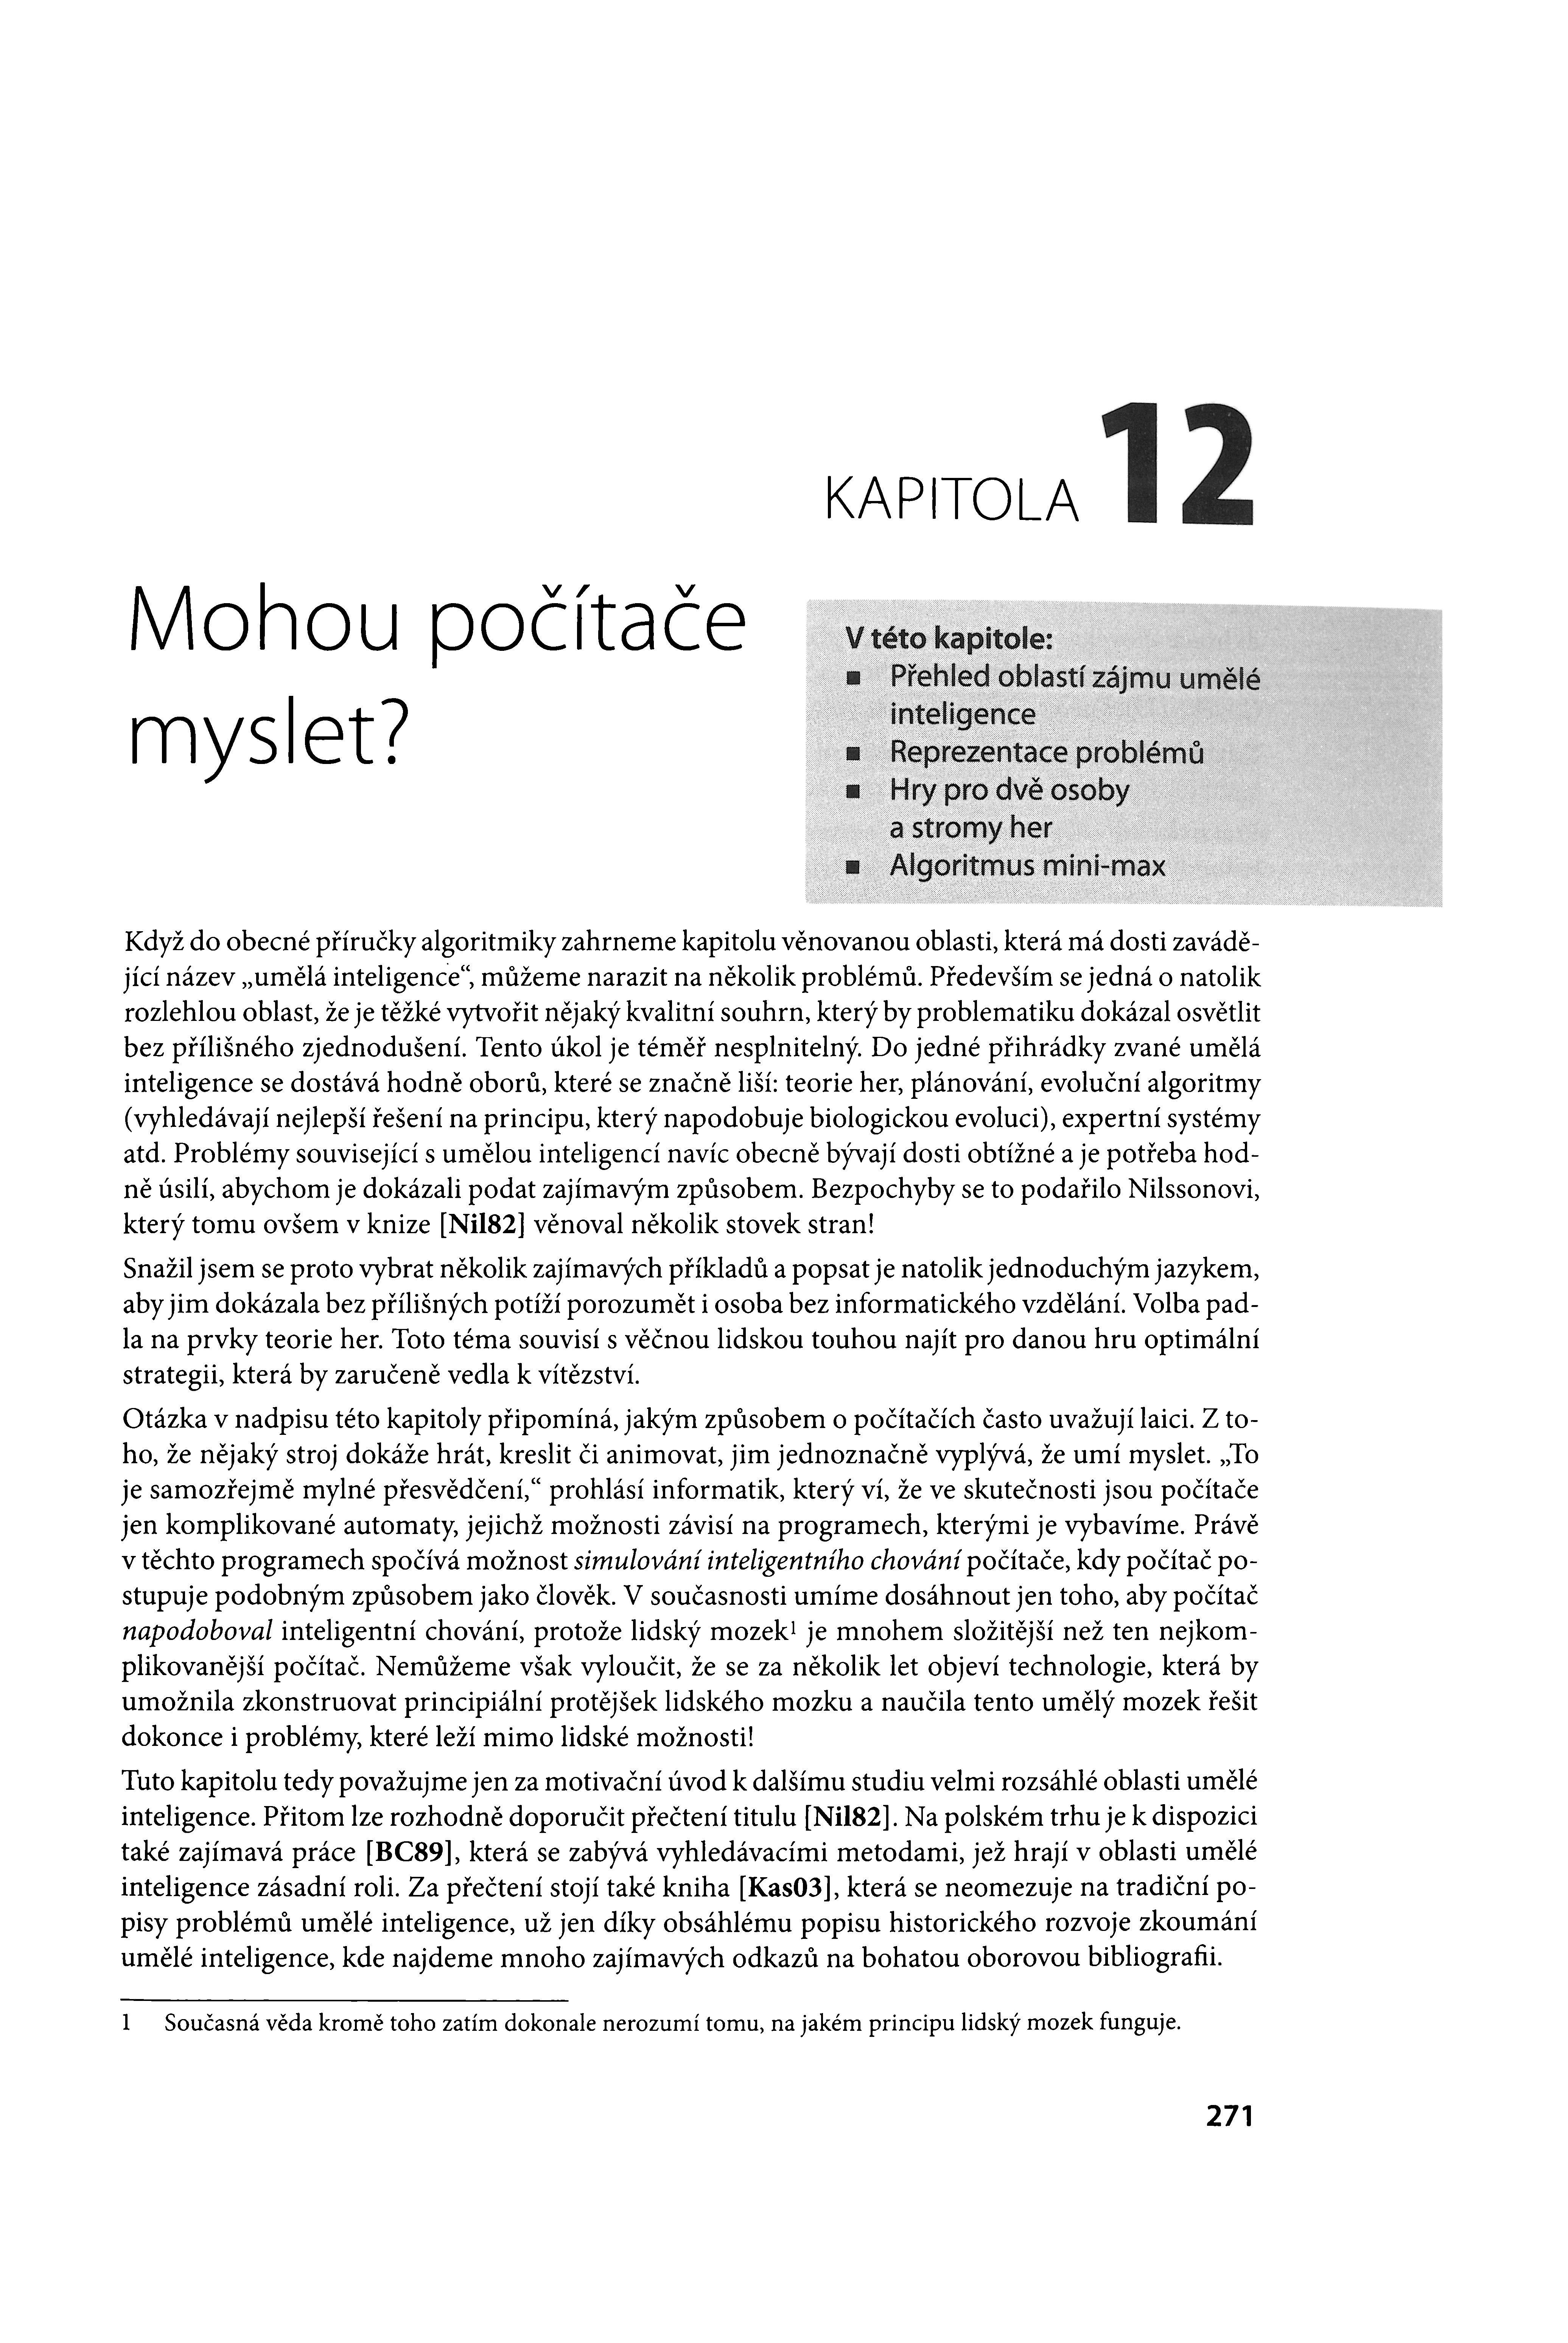 KAPITOLA 12
Mohou počítače
myslet?
V této kapitole:
■ Přehled oblastí zájmu umělé
inteligence
■ Reprezentace problémů
■ Hry pro dvě osoby
a stromy her
■ Algoritmus mini-max
Když do obecné příručky algoritmiky zahrneme kapitolu věnovanou oblasti, která má dosti zavádě-
jící název „umělá inteligence“, můžeme narazit na několik problémů. Především se jedná o natolik
rozlehlou oblast, že je těžké vytvořit nějaký kvalitní souhrn, který by problematiku dokázal osvětlit
bez přílišného zjednodušení. Tento úkol je téměř nesplnitelný. Do jedné přihrádky zvané umělá
inteligence se dostává hodně oborů, které se značně liší: teorie her, plánování, evoluční algoritmy
(vyhledávají nejlepší řešení na principu, který napodobuje biologickou evoluci), expertní systémy
atd. Problémy související s umělou inteligencí navíc obecně bývají dosti obtížné a je potřeba hod-
ně úsilí, abychom je dokázali podat zajímavým způsobem. Bezpochyby se to podařilo Nilssonovi,
který tomu ovšem v knize [Nil82] věnoval několik stovek stran!
Snažil jsem se proto vybrat několik zajímavých příkladů a popsat je natolik jednoduchým jazykem,
aby jim dokázala bez přílišných potíží porozumět i osoba bez informatického vzdělání. Volba pad-
la na prvky teorie her. Toto téma souvisí s věčnou lidskou touhou najít pro danou hru optimální
strategii, která by zaručeně vedla k vítězství.
Otázka v nadpisu této kapitoly připomíná, jakým způsobem o počítačích často uvažují laici. Z to-
ho, že nějaký stroj dokáže hrát, kreslit či animovat, jim jednoznačně vyplývá, že umí myslet. „To
je samozřejmě mylné přesvědčení,“ prohlásí informatik, který ví, že ve skutečnosti jsou počítače
jen komplikované automaty, jejichž možnosti závisí na programech, kterými je vybavíme. Právě
v těchto programech spočívá možnost simulování inteligentního chování počítače, kdy počítač po-
stupuje podobným způsobem jako člověk. V současnosti umíme dosáhnout jen toho, aby počítač
napodoboval inteligentní chování, protože lidský mozek1 je mnohem složitější než ten nejkom-
plikovanější počítač. Nemůžeme však vyloučit, že se za několik let objeví technologie, která by
umožnila zkonstruovat principiální protějšek lidského mozku a naučila tento umělý mozek řešit
dokonce i problémy, které leží mimo lidské možnosti!
Tuto kapitolu tedy považujme jen za motivační úvod k dalšímu studiu velmi rozsáhlé oblasti umělé
inteligence. Přitom lze rozhodně doporučit přečtení titulu [Nil82]. Na polském trhu je k dispozici
také zajímavá práce [BC89], která se zabývá vyhledávacími metodami, jež hrají v oblasti umělé
inteligence zásadní roli. Za přečtení stojí také kniha [Kas03], která se neomezuje na tradiční po-
pisy problémů umělé inteligence, už jen díky obsáhlému popisu historického rozvoje zkoumání
umělé inteligence, kde najdeme mnoho zajímavých odkazů na bohatou oborovou bibliografii.
1 Současná věda kromě toho zatím dokonale nerozumí tomu, na jakém principu lidský mozek funguje.
271